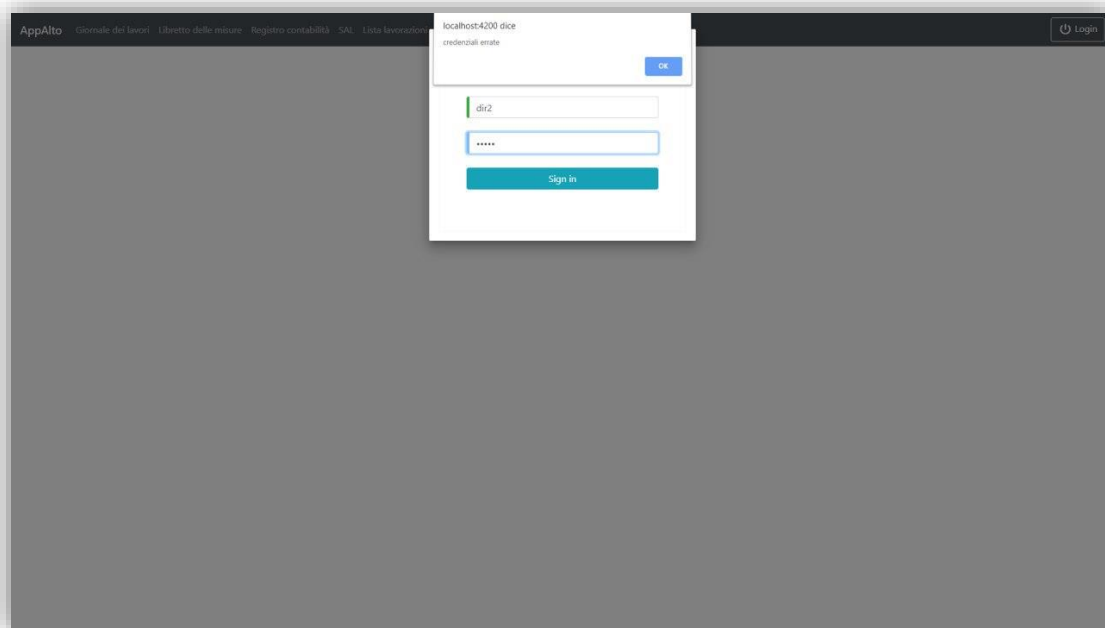 AppAlto Giornale dei lavori Libretto delle misure Registro contabilità SAL Lista lavorazioni
Login
localhost:4200 dice
credenziali errate
OK
dir2
•••••
Sign in